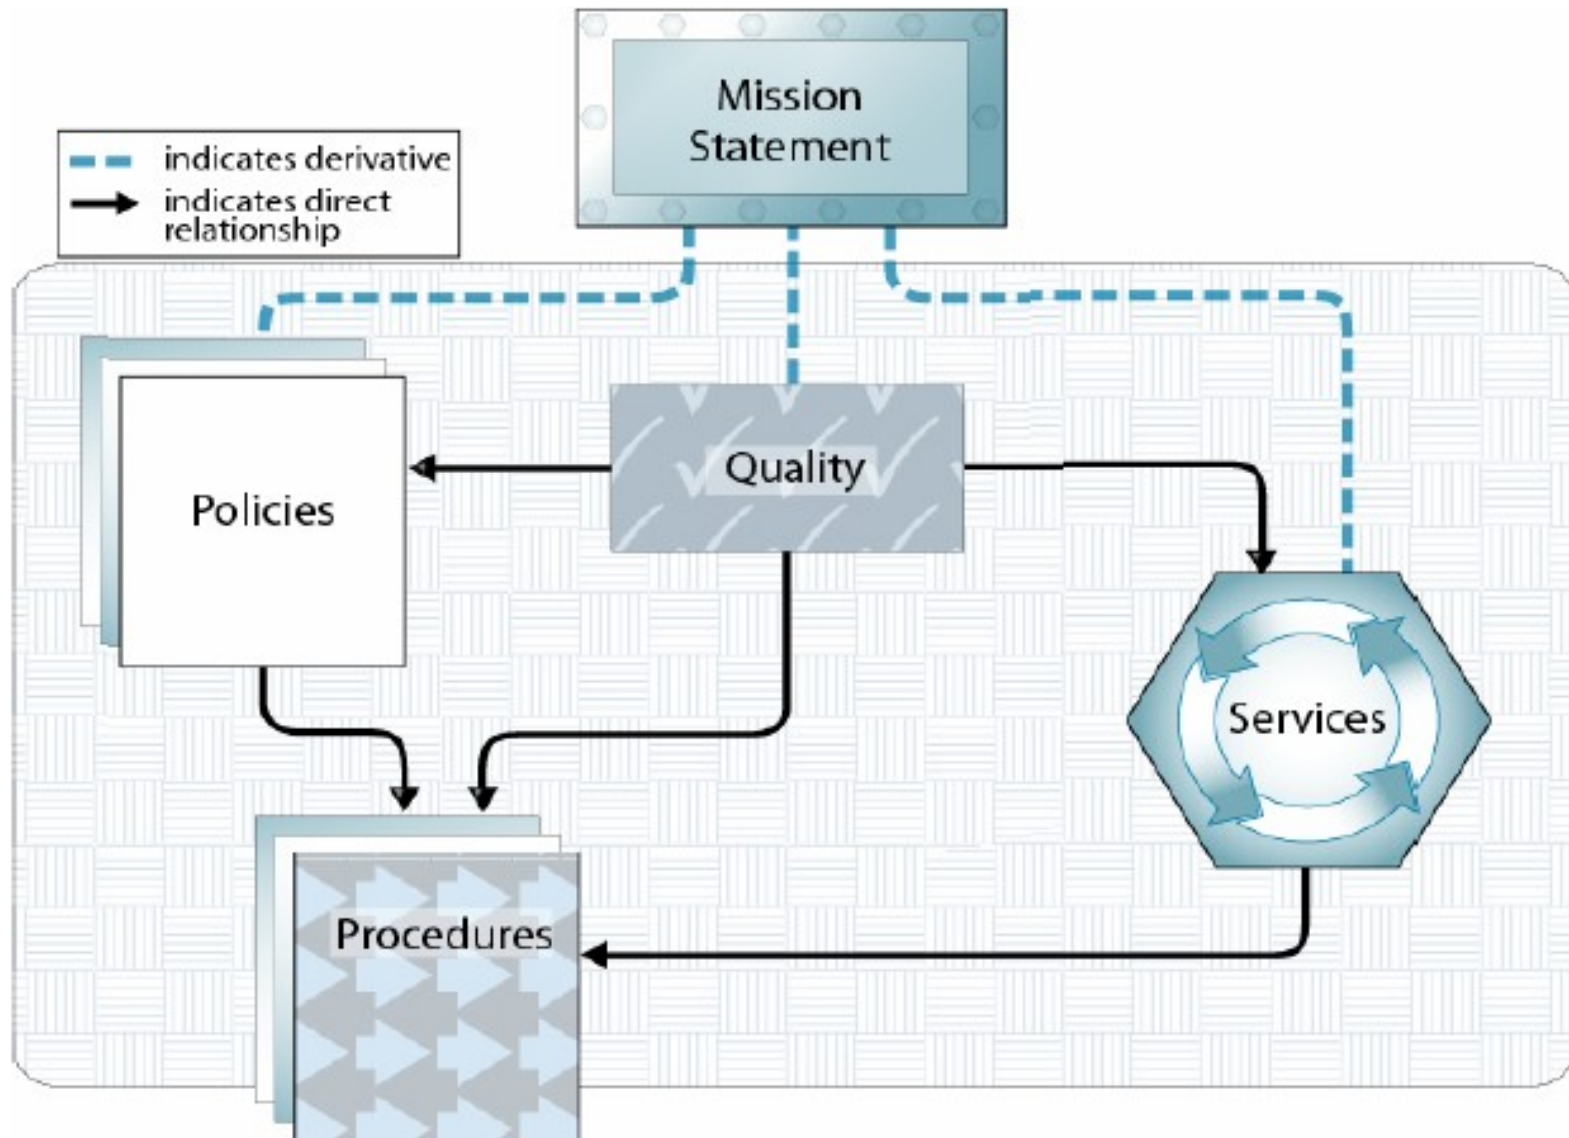 Mission
Statement
indicates derivative
indicates direct
relationship
Quality
Policies
Services
Procedures